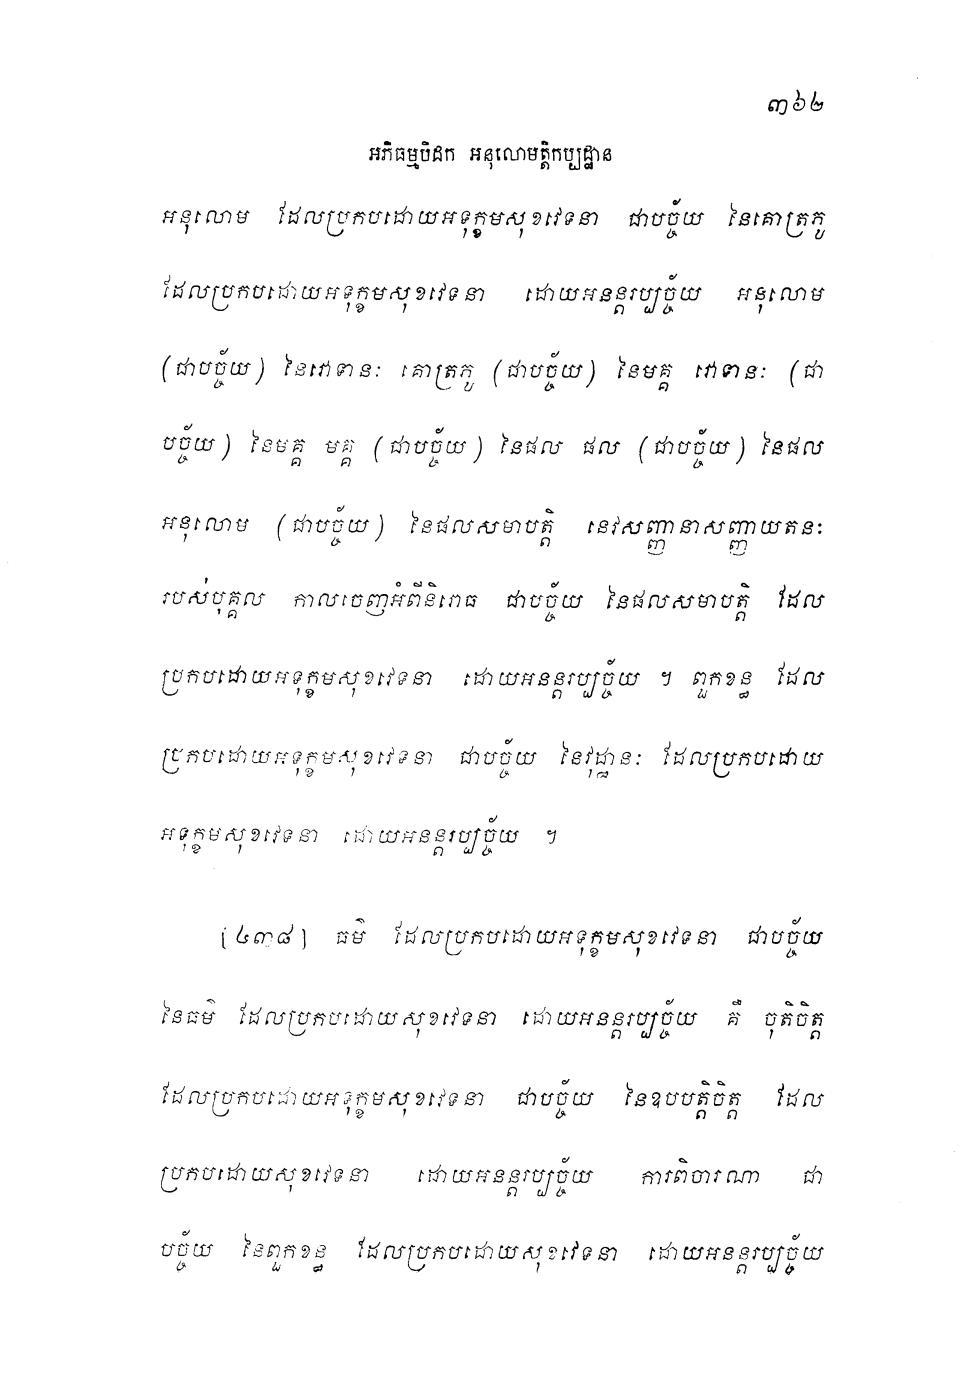 ៣៦២
អភិធម្មបិដក អនុលោមត្តិកប្បដ្ឋាន
អនុលោម ដែលប្រកបដោយអទុក្ខមសុខវេទនា ជាបច្ច័យ នៃគោត្រភូ
ដែលប្រកបដោយអទុក្ខមសុខវេទនា ដោយអនន្តរប្បច្ច័យ អនុលោម
(ជាបច្ច័យ) នៃវោទានៈ គោត្រភូ (ជាបច្ច័យ) នៃមគ្គ វោទានៈ (ជា
បច្ច័យ) នៃមគ្គ មគ្គ (ជាបច្ច័យ) នៃផល ផល (ជាបច្ច័យ) នៃផល
អនុលោម (ជាបច្ច័យ) នៃផលសមាបត្តិ នេវសញ្ញានាសញ្ញាយតនៈ
របស់បុគ្គល កាលចេញអំពីនិរោធ ជាបច្ច័យ នៃផលសមាបត្តិ ដែល
ប្រកបដោយអទុក្ខមសុខវេទនា ដោយអនន្តរប្បច្ច័យ ។ ពួកខន្ធ ដែល
ប្រកបដោយអទុក្ខមសុខវេទនា ជាបច្ច័យ នៃវុដ្ឋានៈ ដែលប្រកបដោយ
អទុក្ខមសុខវេទនា ដោយអនន្តរប្បច្ច័យ ។
[៤៣៨] ធម៌ ដែលប្រកបដោយអទុក្ខមសុខវេទនា ជាបច្ច័យ
នៃធម៌ ដែលប្រកបដោយសុខវេទនា ដោយអនន្តរប្បច្ច័យ គឺ ចុតិចិត្ត
ដែលប្រកបដោយអទុក្ខមសុខវេទនា ជាបច្ច័យ នៃឧបបត្តិចិត្ត ដែល
ប្រកបដោយសុខវេទនា ដោយអនន្តរប្បច្ច័យ ការពិចារណា ជា
បច្ច័យ នៃពួកខន្ធ ដែលប្រកបដោយសុខវេទនា ដោយអនន្តរប្បច្ច័យ